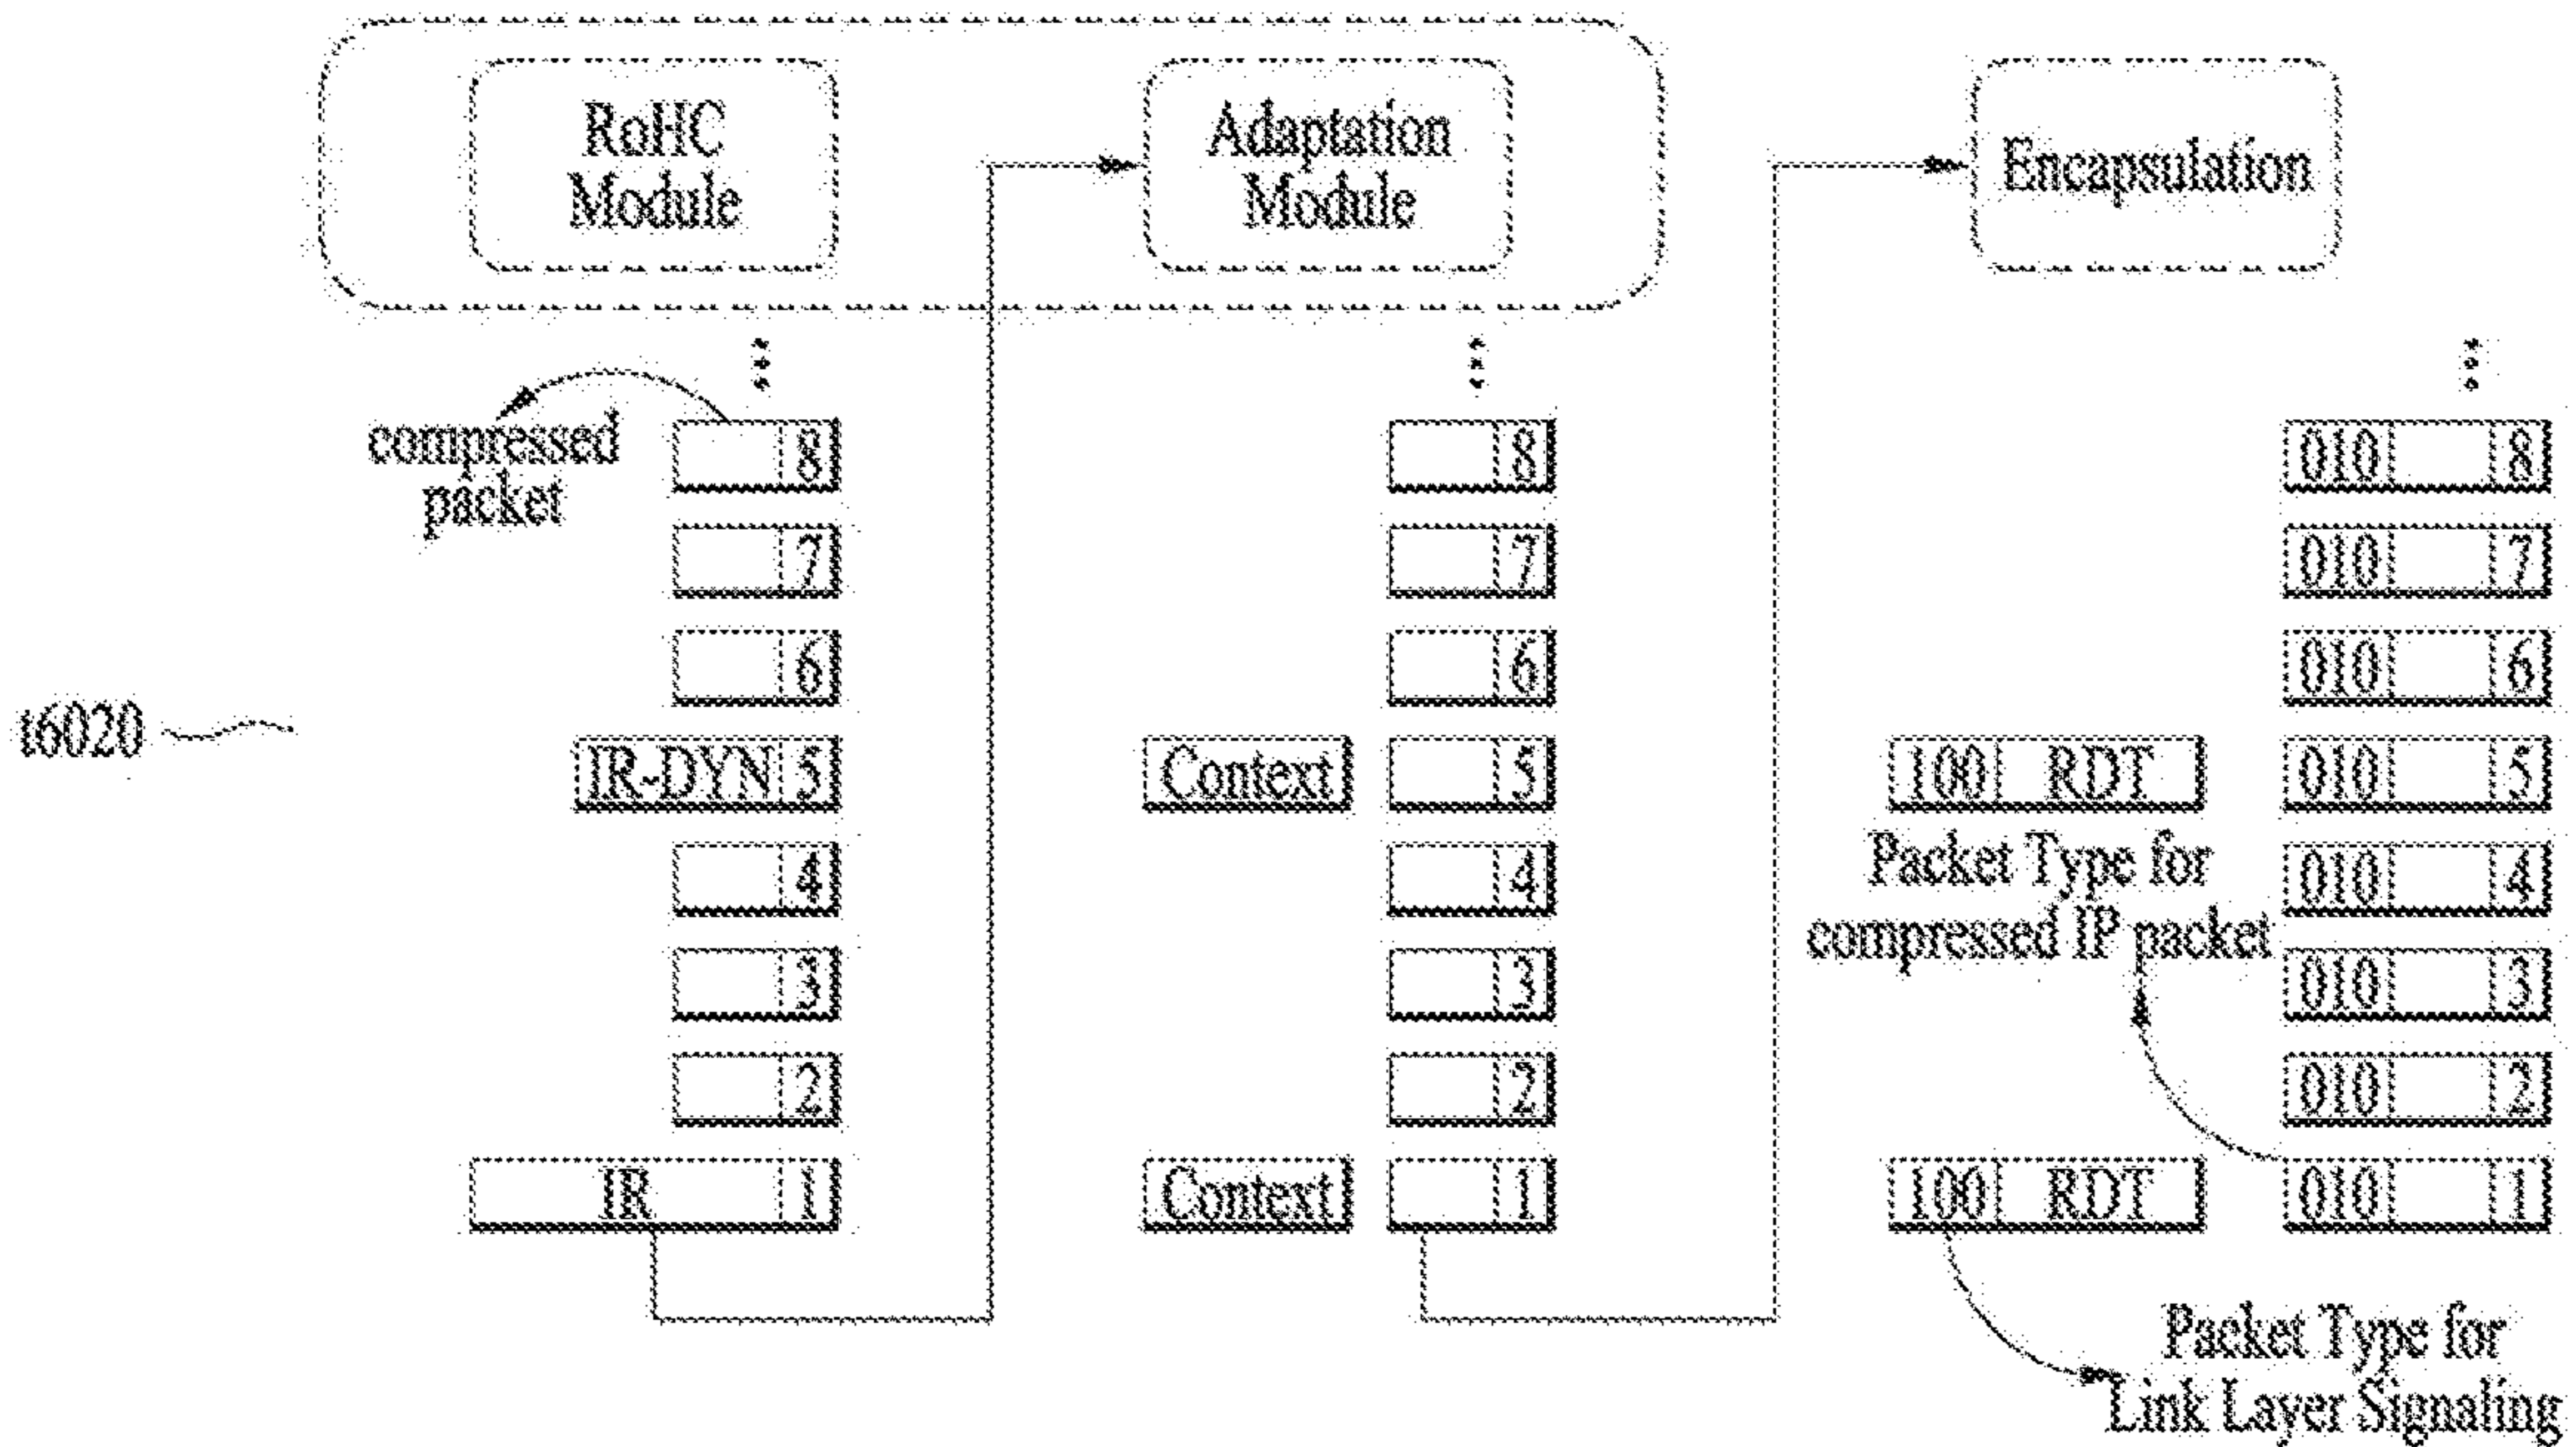 RoHC
Module
Adaptation
Module
Encapsulation
compressed
packet
8
8
010 8
7
7
010 7
6
6
010 6
t6020
IR-DYN 5
Context 5
100 RDT 010 5
4
4
Packet Type for
compressed IP packet
010 4
3
3
010 3
2
2
010 2
IR 1
Context 1
100 RDT 010 1
Packet Type for
Link Layer Signaling